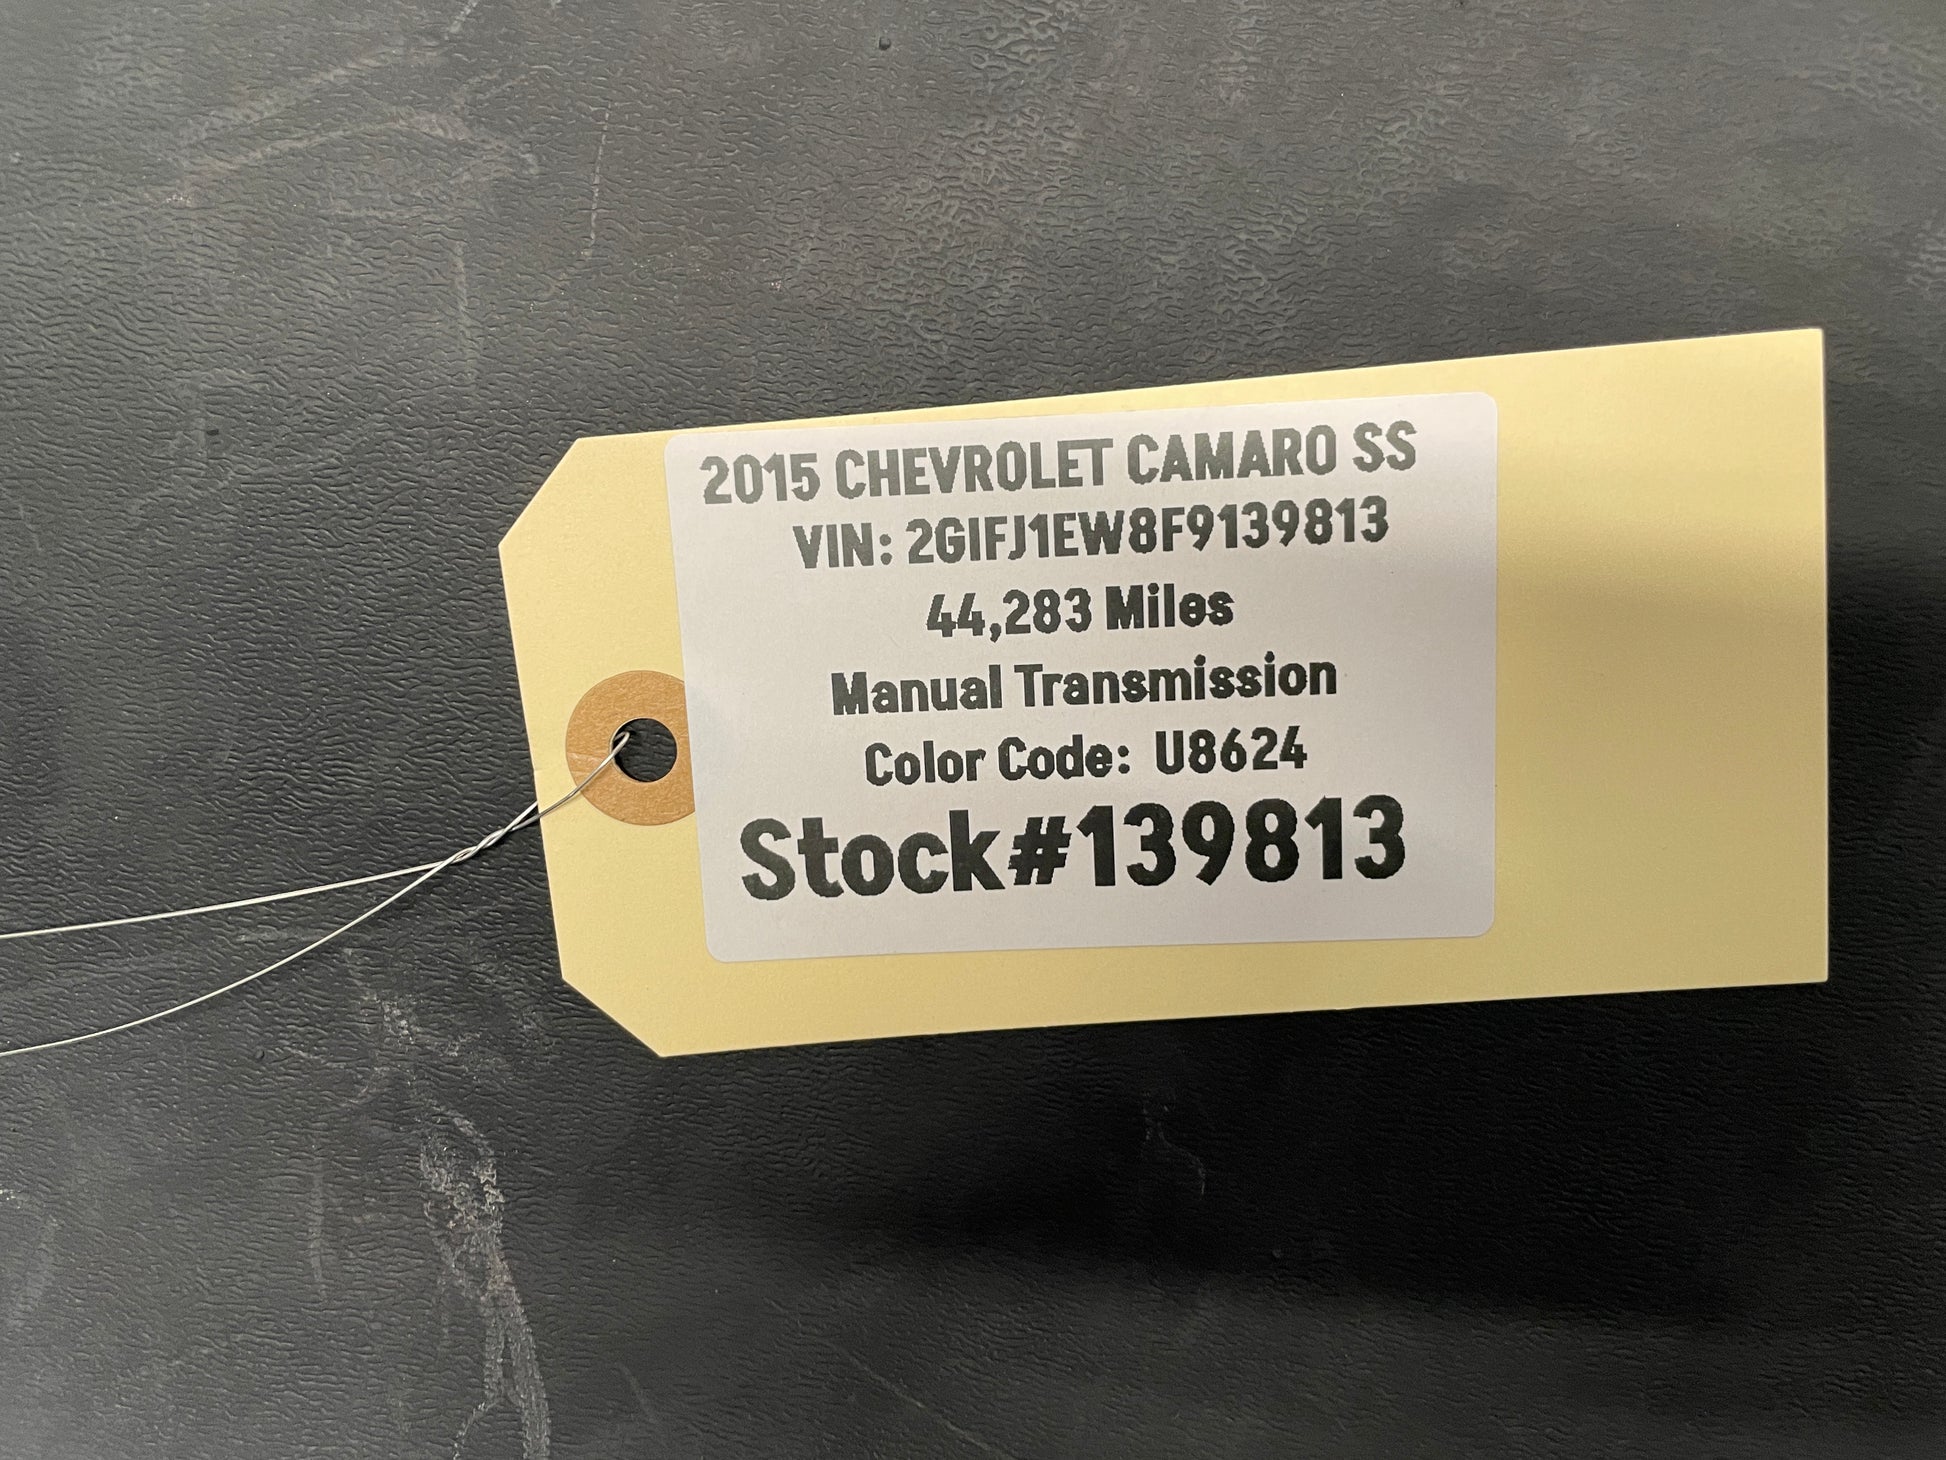 2015 CHEVROLET CAMARO SS
VIN: 2GIFJ1EW8F9139813
44,283 Miles
Manual Transmission
Color Code: U8624
Stock#139813